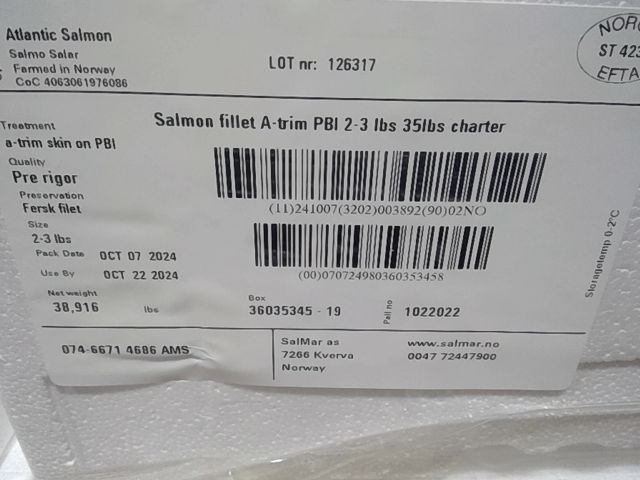 Atlantic Salmon
Salmo Salar
Farmed in Norway
CoC 4063061976086
LOT nr: 126317
ST 423
EFTA
Salmon fillet A-trim PBI 2-3 lbs 35lbs charter
Treatment
a-trim skin on PBI
Quality
Pre rigor
Preservation
Fersk filet
Size
2-3 lbs
Pack Date OCT 07 2024
Use By OCT 22 2024
(11)241007(3202)003892(90)02NO
(00)070724980360353458
Storagetemp 0-2°C
Net weight
38,916 lbs
Box
36035345 - 19
Pall no 1022022
074-6671 4686 AMS
SalMar as
7266 Kverva
Norway
www.salmar.no
0047 72447900